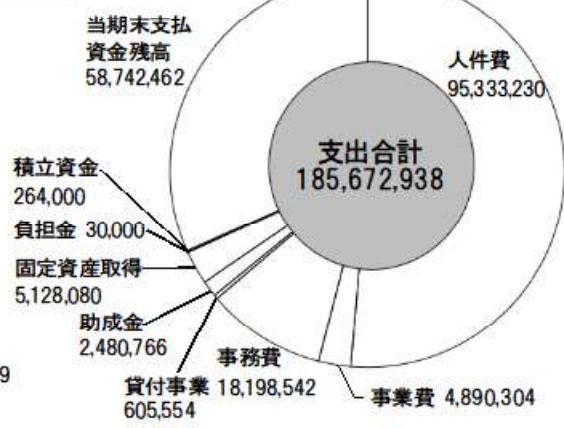 当期末支払
資金残高
58,742,462
人件費
95,333,230
支出合計
185,672,938
積立資金
264,000
負担金 30,000
固定資産取得
5,128,080
助成金
2,480,766
事務費
18,198,542
貸付事業
605,554
事業費 4,890,304
9